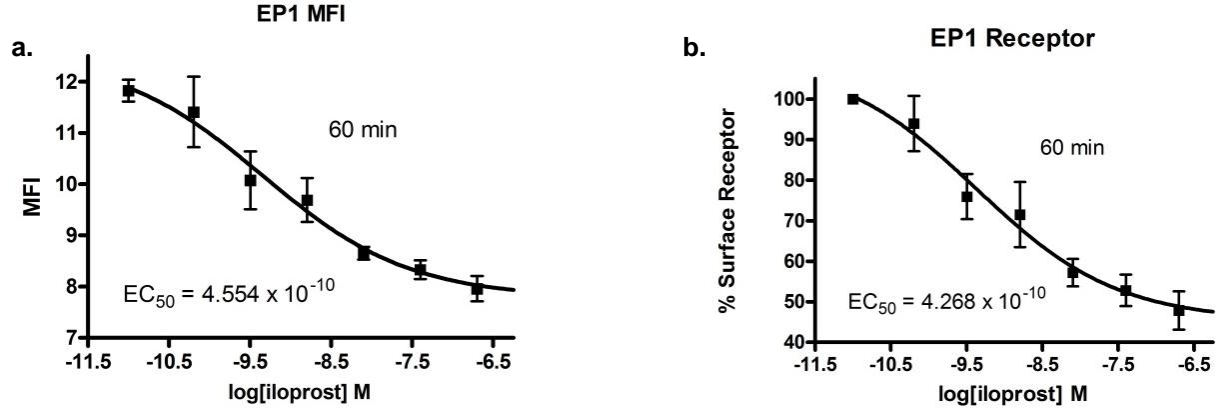 EP1 MFI
a.
12
11
10
9
8
7
MFI
60 min
EC50 = 4.554 x 10-10
-11.5 -10.5 -9.5 -8.5 -7.5 -6.5
log[iloprost] M
b.
EP1 Receptor
100
90
80
70
60
50
40
% Surface Receptor
60 min
EC50 = 4.268 x 10-10
-11.5 -10.5 -9.5 -8.5 -7.5 -6.5
log[iloprost] M